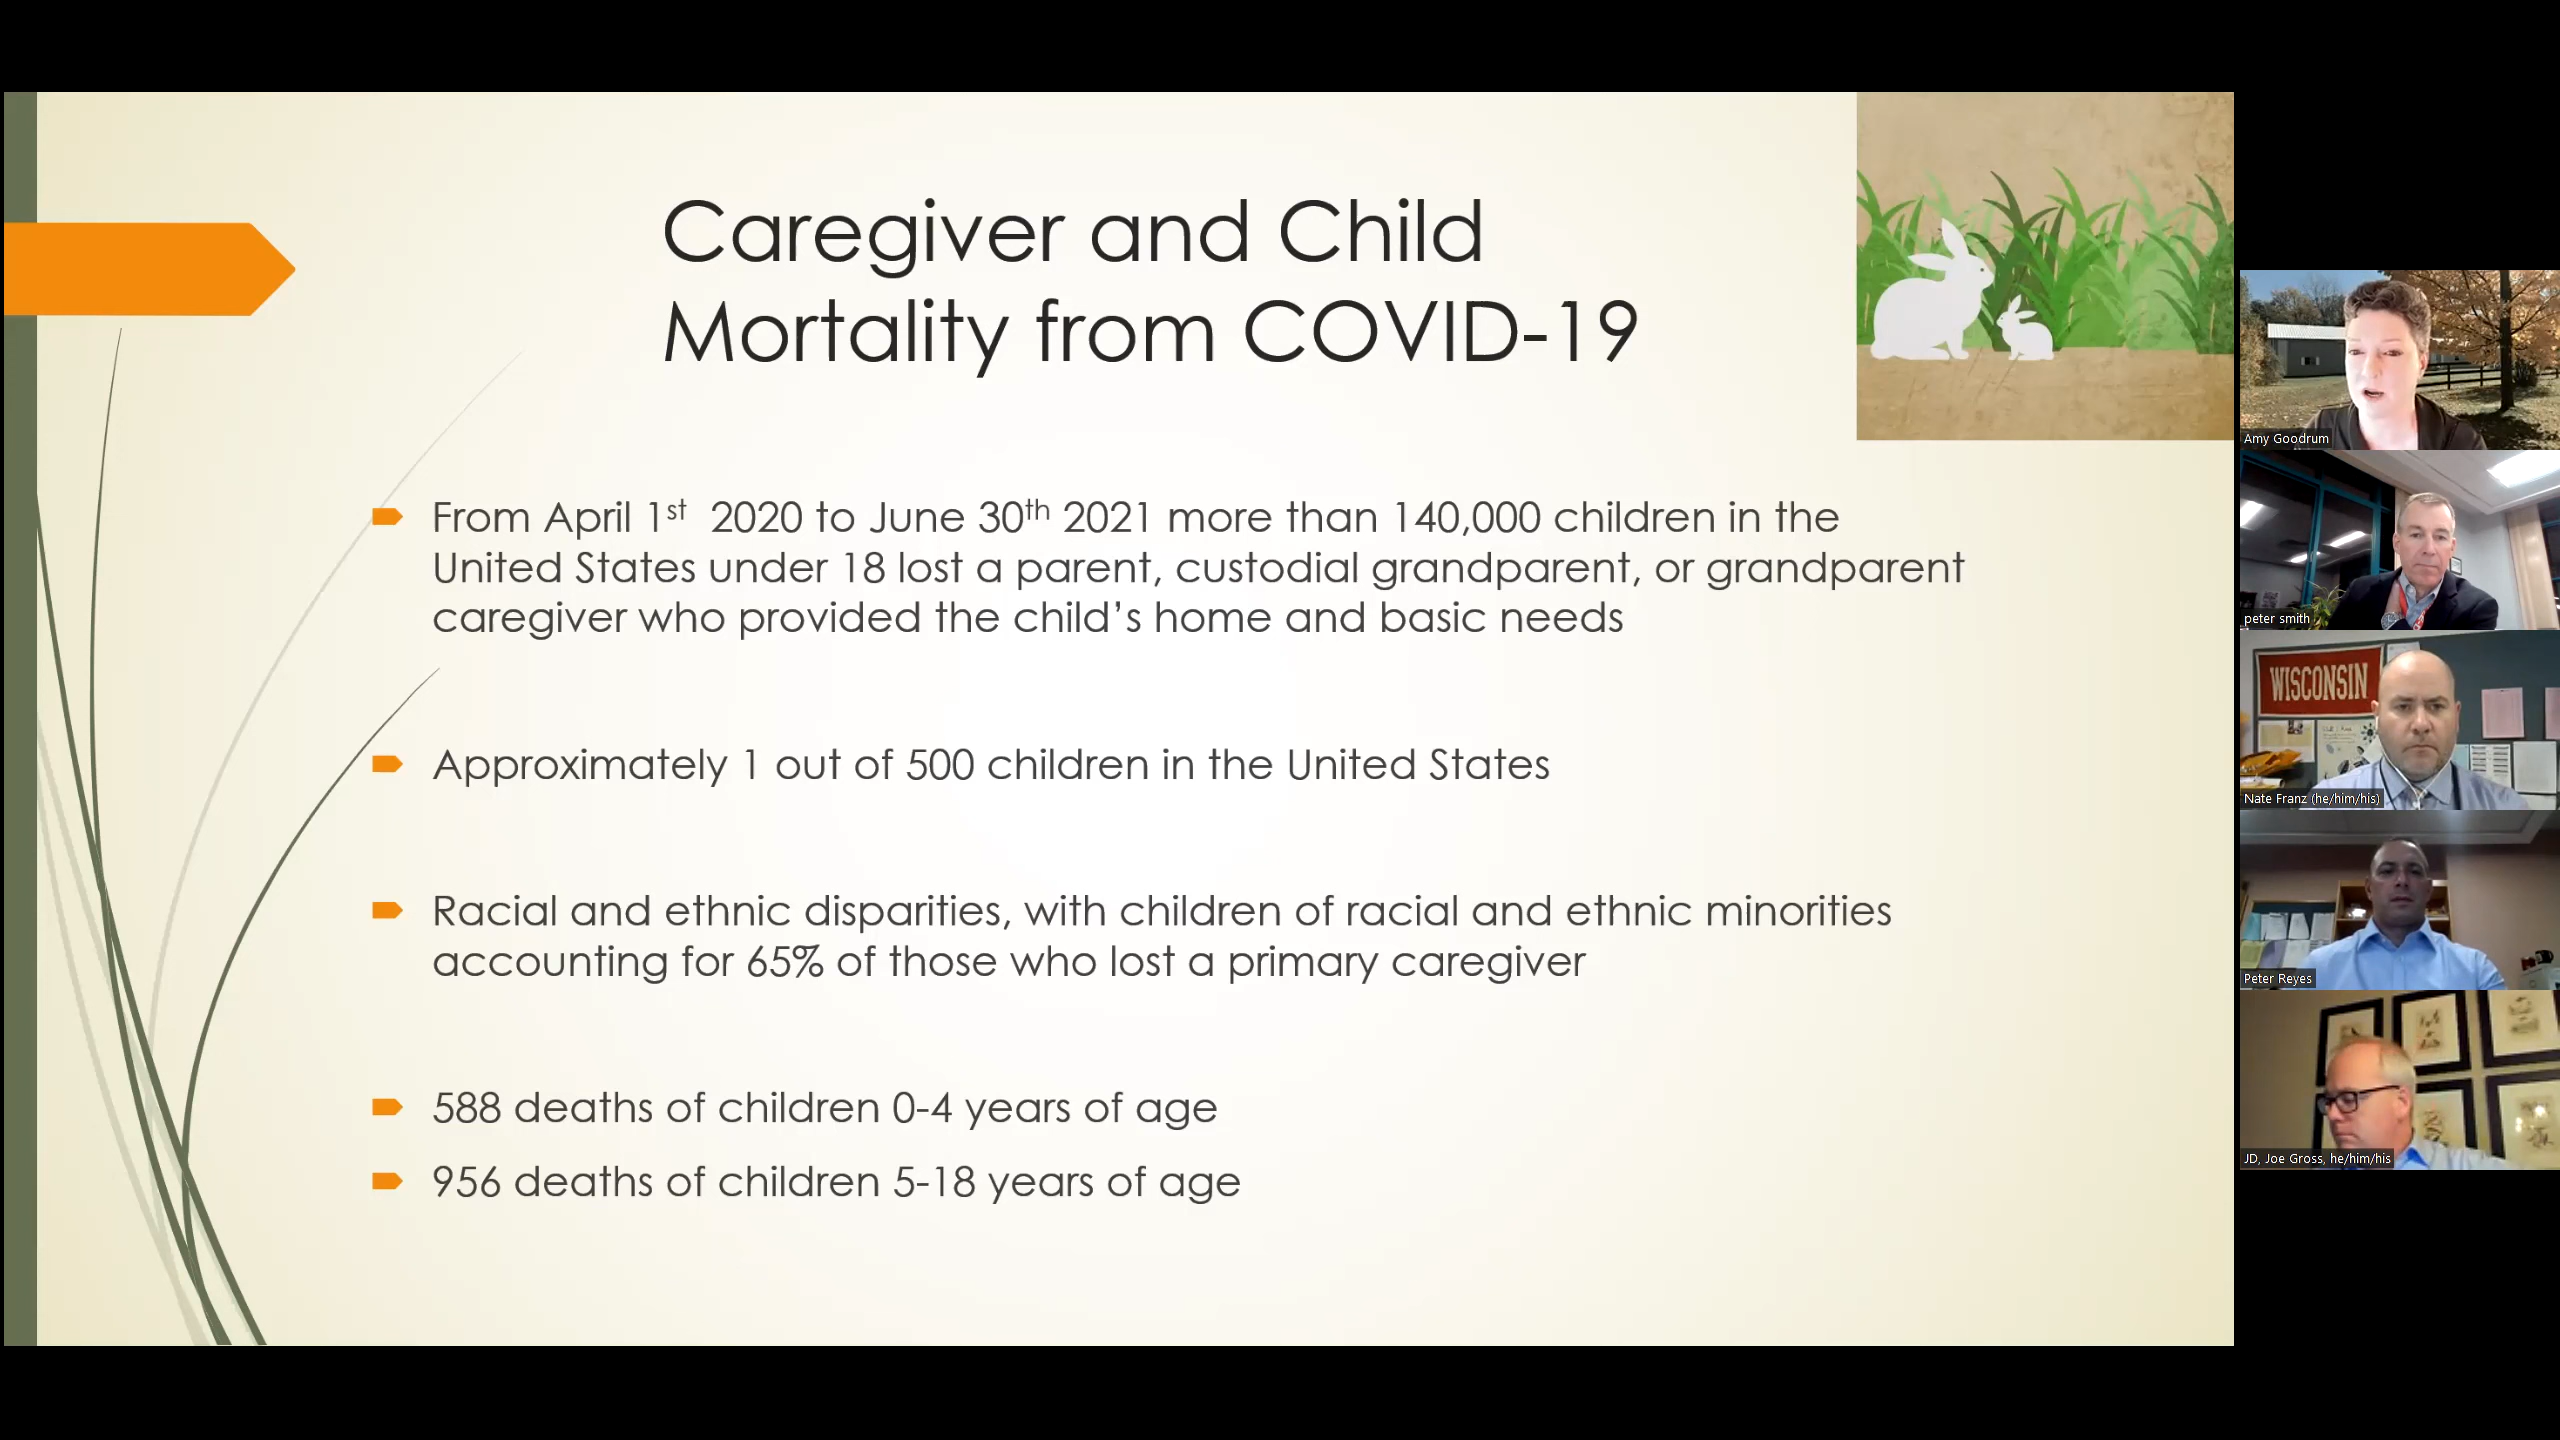 Caregiver and Child
Mortality from COVID-19
From April 1st 2020 to June 30th 2021 more than 140,000 children in the
United States under 18 lost a parent, custodial grandparent, or grandparent
caregiver who provided the child’s home and basic needs
Approximately 1 out of 500 children in the United States
Racial and ethnic disparities, with children of racial and ethnic minorities
accounting for 65% of those who lost a primary caregiver
588 deaths of children 0-4 years of age
956 deaths of children 5-18 years of age
Amy Goodrum
peter smith
WISCONSIN
Nate Franz (he/him/his)
Peter Reyes
JD, Joe Gross, he/him/his